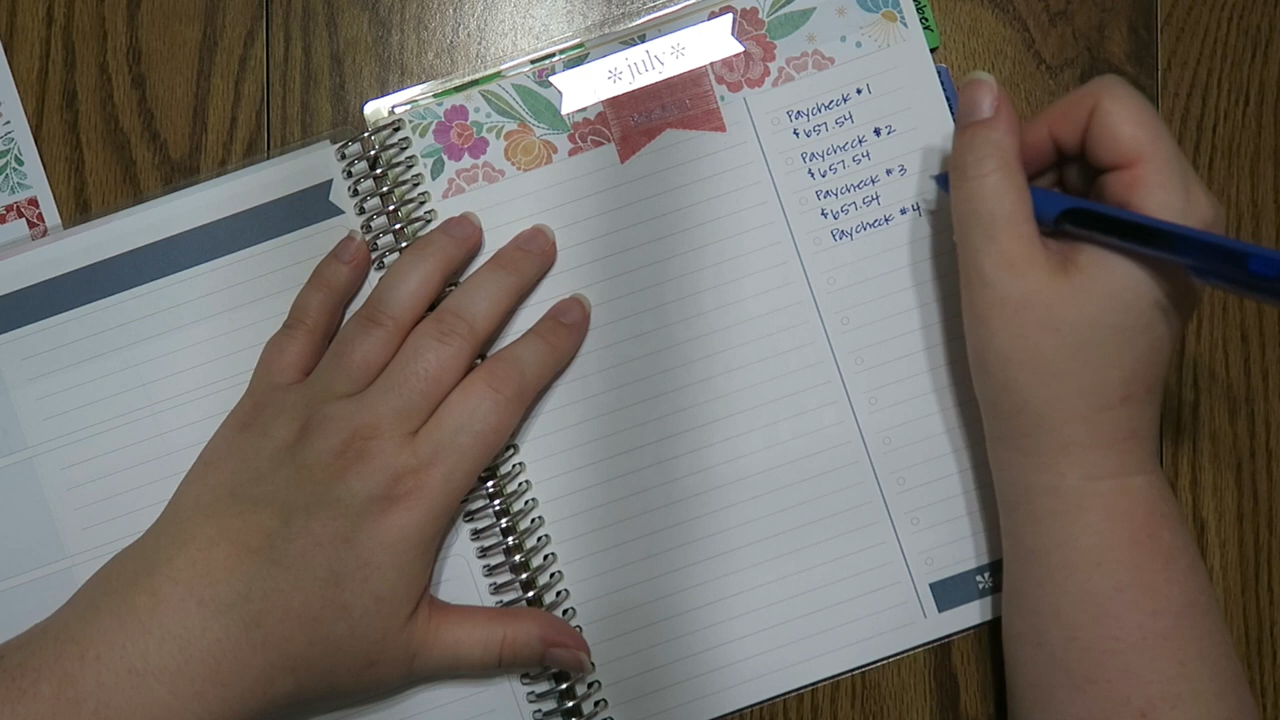 *july*
Paycheck #1
$657.54
Paycheck #2
$657.54
Paycheck #3
$657.54
Paycheck #4